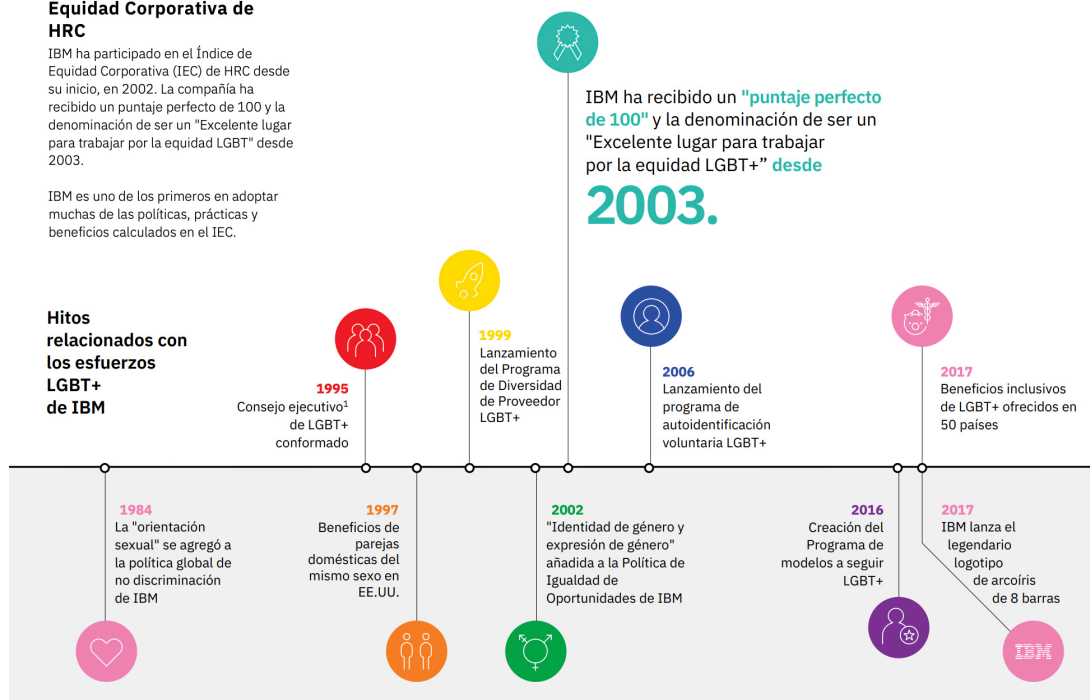 Equidad Corporativa de
HRC
IBM ha participado en el Índice de
Equidad Corporativa (IEC) de HRC desde
su inicio, en 2002. La compañía ha
recibido un puntaje perfecto de 100 y la
denominación de ser un "Excelente lugar
para trabajar por la equidad LGBT" desde
2003.
IBM es uno de los primeros en adoptar
muchas de las políticas, prácticas y
beneficios calculados en el IEC.
IBM ha recibido un "puntaje perfecto
de 100" y la denominación de ser un
"Excelente lugar para trabajar
por la equidad LGBT+” desde
2003.
Hitos
relacionados con
los esfuerzos
LGBT+
de IBM
1995
Consejo ejecutivo¹
de LGBT+
conformado
1999
Lanzamiento
del Programa
de Diversidad
de Proveedor
LGBT+
2006
Lanzamiento del
programa de
autoidentificación
voluntaria LGBT+
2017
Beneficios inclusivos
de LGBT+ ofrecidos en
50 países
1984
La "orientación
sexual" se agregó a
la política global de
no discriminación
de IBM
1997
Beneficios de
parejas
domésticas del
mismo sexo en
EE.UU.
2002
"Identidad de género y
expresión de género"
añadida a la Política de
Igualdad de
Oportunidades de IBM
2016
Creación del
Programa de
modelos a seguir
LGBT+
2017
IBM lanza el
legendario
logotipo
de arcoíris
de 8 barras
IBM